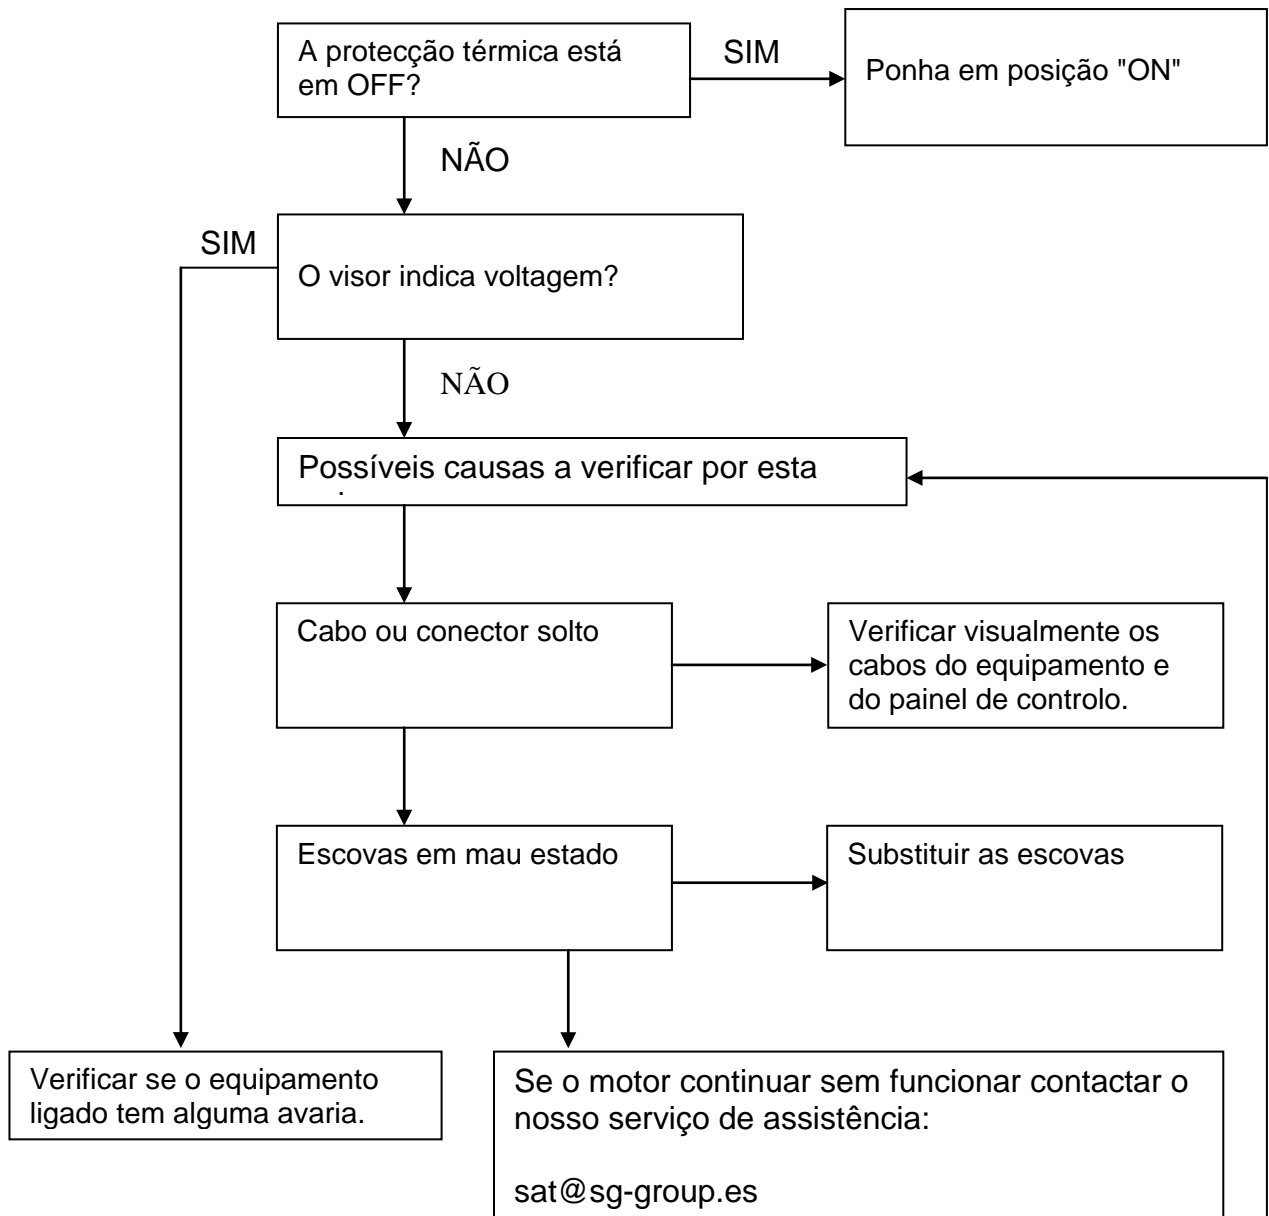 A protecção térmica está
em OFF?
SIM
Ponha em posição "ON"
NÃO
SIM
O visor indica voltagem?
NÃO
Possíveis causas a verificar por esta
Cabo ou conector solto
Verificar visualmente os
cabos do equipamento e
do painel de controlo.
Escovas em mau estado
Substituir as escovas
Verificar se o equipamento
ligado tem alguma avaria.
Se o motor continuar sem funcionar contactar o
nosso serviço de assistência:
sat@sg-group.es